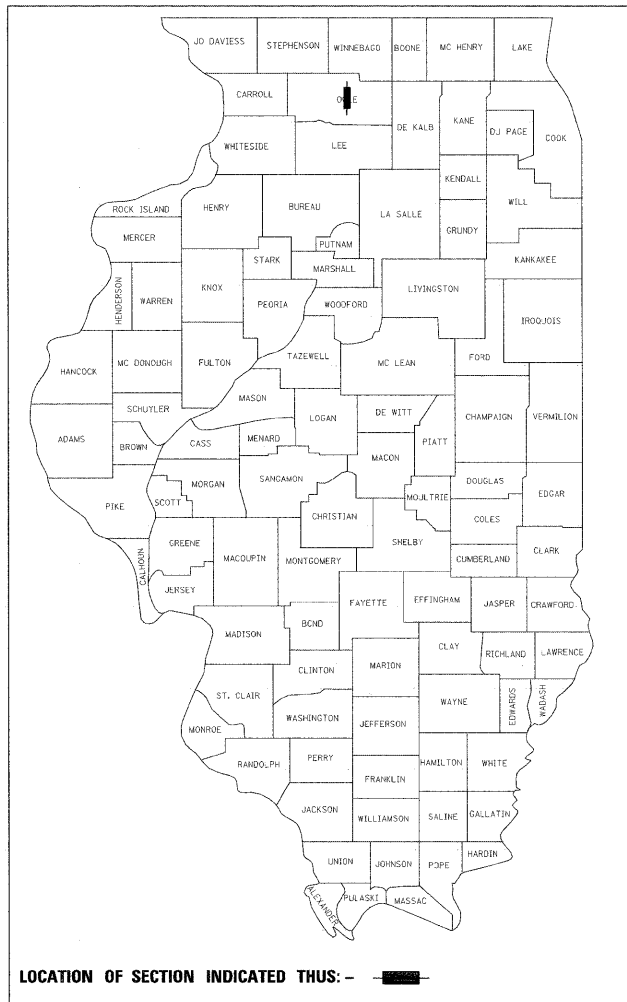 JO DAVIESS
STEPHENSON
WINNEBAGO
BOONE
MC HENRY
LAKE
CARROLL
DE KALB
KANE
DJ PAGE
COOK
WHITESIDE
LEE
KENDALL
WILL
ROCK ISLAND
HENRY
BUREAU
LA SALLE
GRUNDY
MERCER
PUTNAM
KANKAKEE
STARK
MARSHALL
HENDERSON
WARREN
KNOX
PEORIA
WOODFORD
LIVINGSTON
IROQUOIS
HANCOCK
MC DONOUGH
FULTON
TAZEWELL
MC LEAN
FORD
MASON
SCHUYLER
LOGAN
DE WITT
CHAMPAIGN
VERMILION
ADAMS
BROWN
CASS
MENARD
PIATT
MACON
PIKE
SCOTT
MORGAN
SANGAMON
CHRISTIAN
MOULTRIE
DOUGLAS
EDGAR
COLES
CALHOUN
GREENE
MACOUPIN
MONTGOMERY
SHELBY
CUMBERLAND
CLARK
JERSEY
FAYETTE
EFFINGHAM
JASPER
CRAWFORD
MADISON
BCND
CLAY
RICHLAND
LAWRENCE
CLINTON
MARION
ST. CLAIR
WAYNE
EDWARDS
WABASH
WASHINGTON
JEFFERSON
MONROE
RANDOLPH
PERRY
HAMILTON
WHITE
FRANKLIN
JACKSON
WILLIAMSON
SALINE
GALLATIN
UNION
JOHNSON
POPE
HARDIN
ALEXANDER
PULASKI
MASSAC
LOCATION OF SECTION INDICATED THUS: -